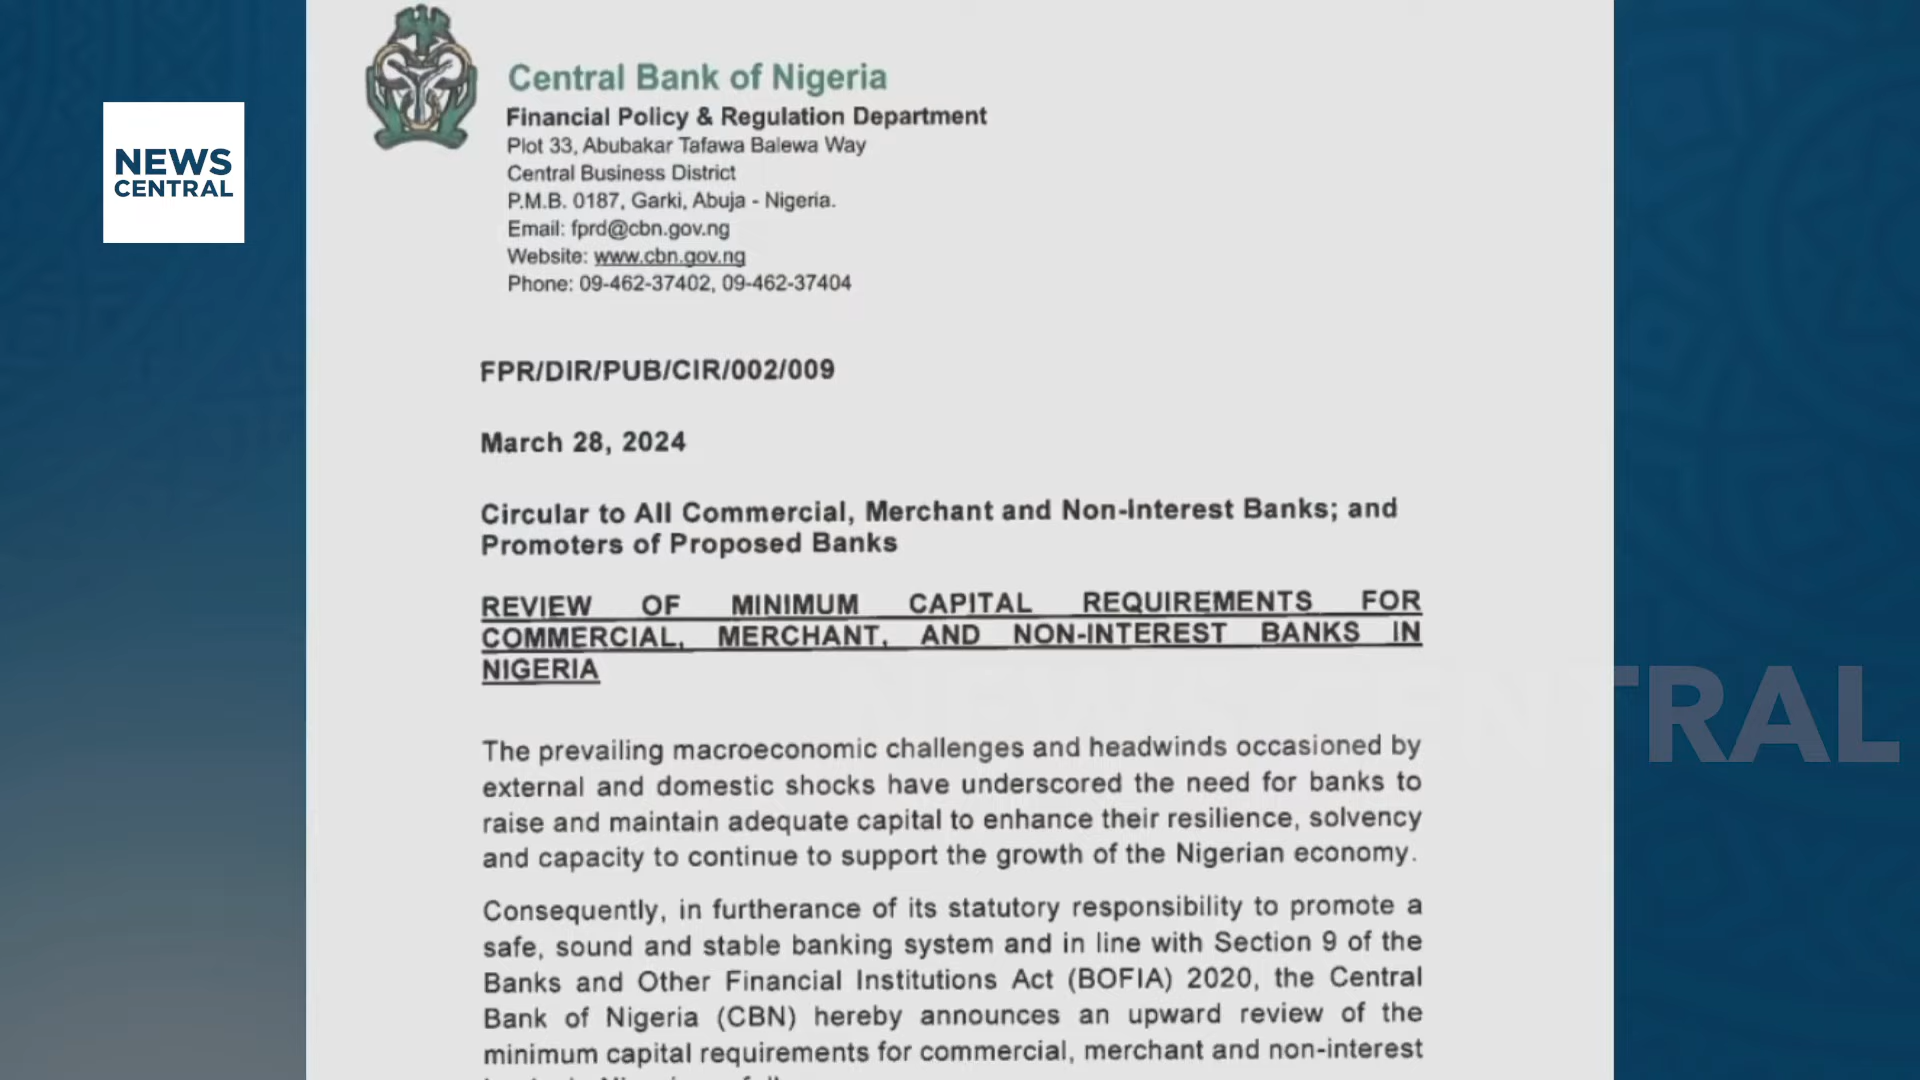 NEWS
CENTRAL
Central Bank of Nigeria
Financial Policy & Regulation Department
Plot 33, Abubakar Tafawa Balewa Way
Central Business District
P.M.B. 0187, Garki, Abuja - Nigeria.
Email: fprd@cbn.gov.ng
Website: www.cbn.gov.ng
Phone: 09-462-37402, 09-462-37404
FPR/DIR/PUB/CIR/002/009
March 28, 2024
Circular to All Commercial, Merchant and Non-Interest Banks; and
Promoters of Proposed Banks
REVIEW OF MINIMUM CAPITAL REQUIREMENTS FOR
COMMERCIAL, MERCHANT, AND NON-INTEREST BANKS IN
NIGERIA
NEWS CENTRAL
The prevailing macroeconomic challenges and headwinds occasioned by
external and domestic shocks have underscored the need for banks to
raise and maintain adequate capital to enhance their resilience, solvency
and capacity to continue to support the growth of the Nigerian economy.
Consequently, in furtherance of its statutory responsibility to promote a
safe, sound and stable banking system and in line with Section 9 of the
Banks and Other Financial Institutions Act (BOFIA) 2020, the Central
Bank of Nigeria (CBN) hereby announces an upward review of the
minimum capital requirements for commercial, merchant and non-interest